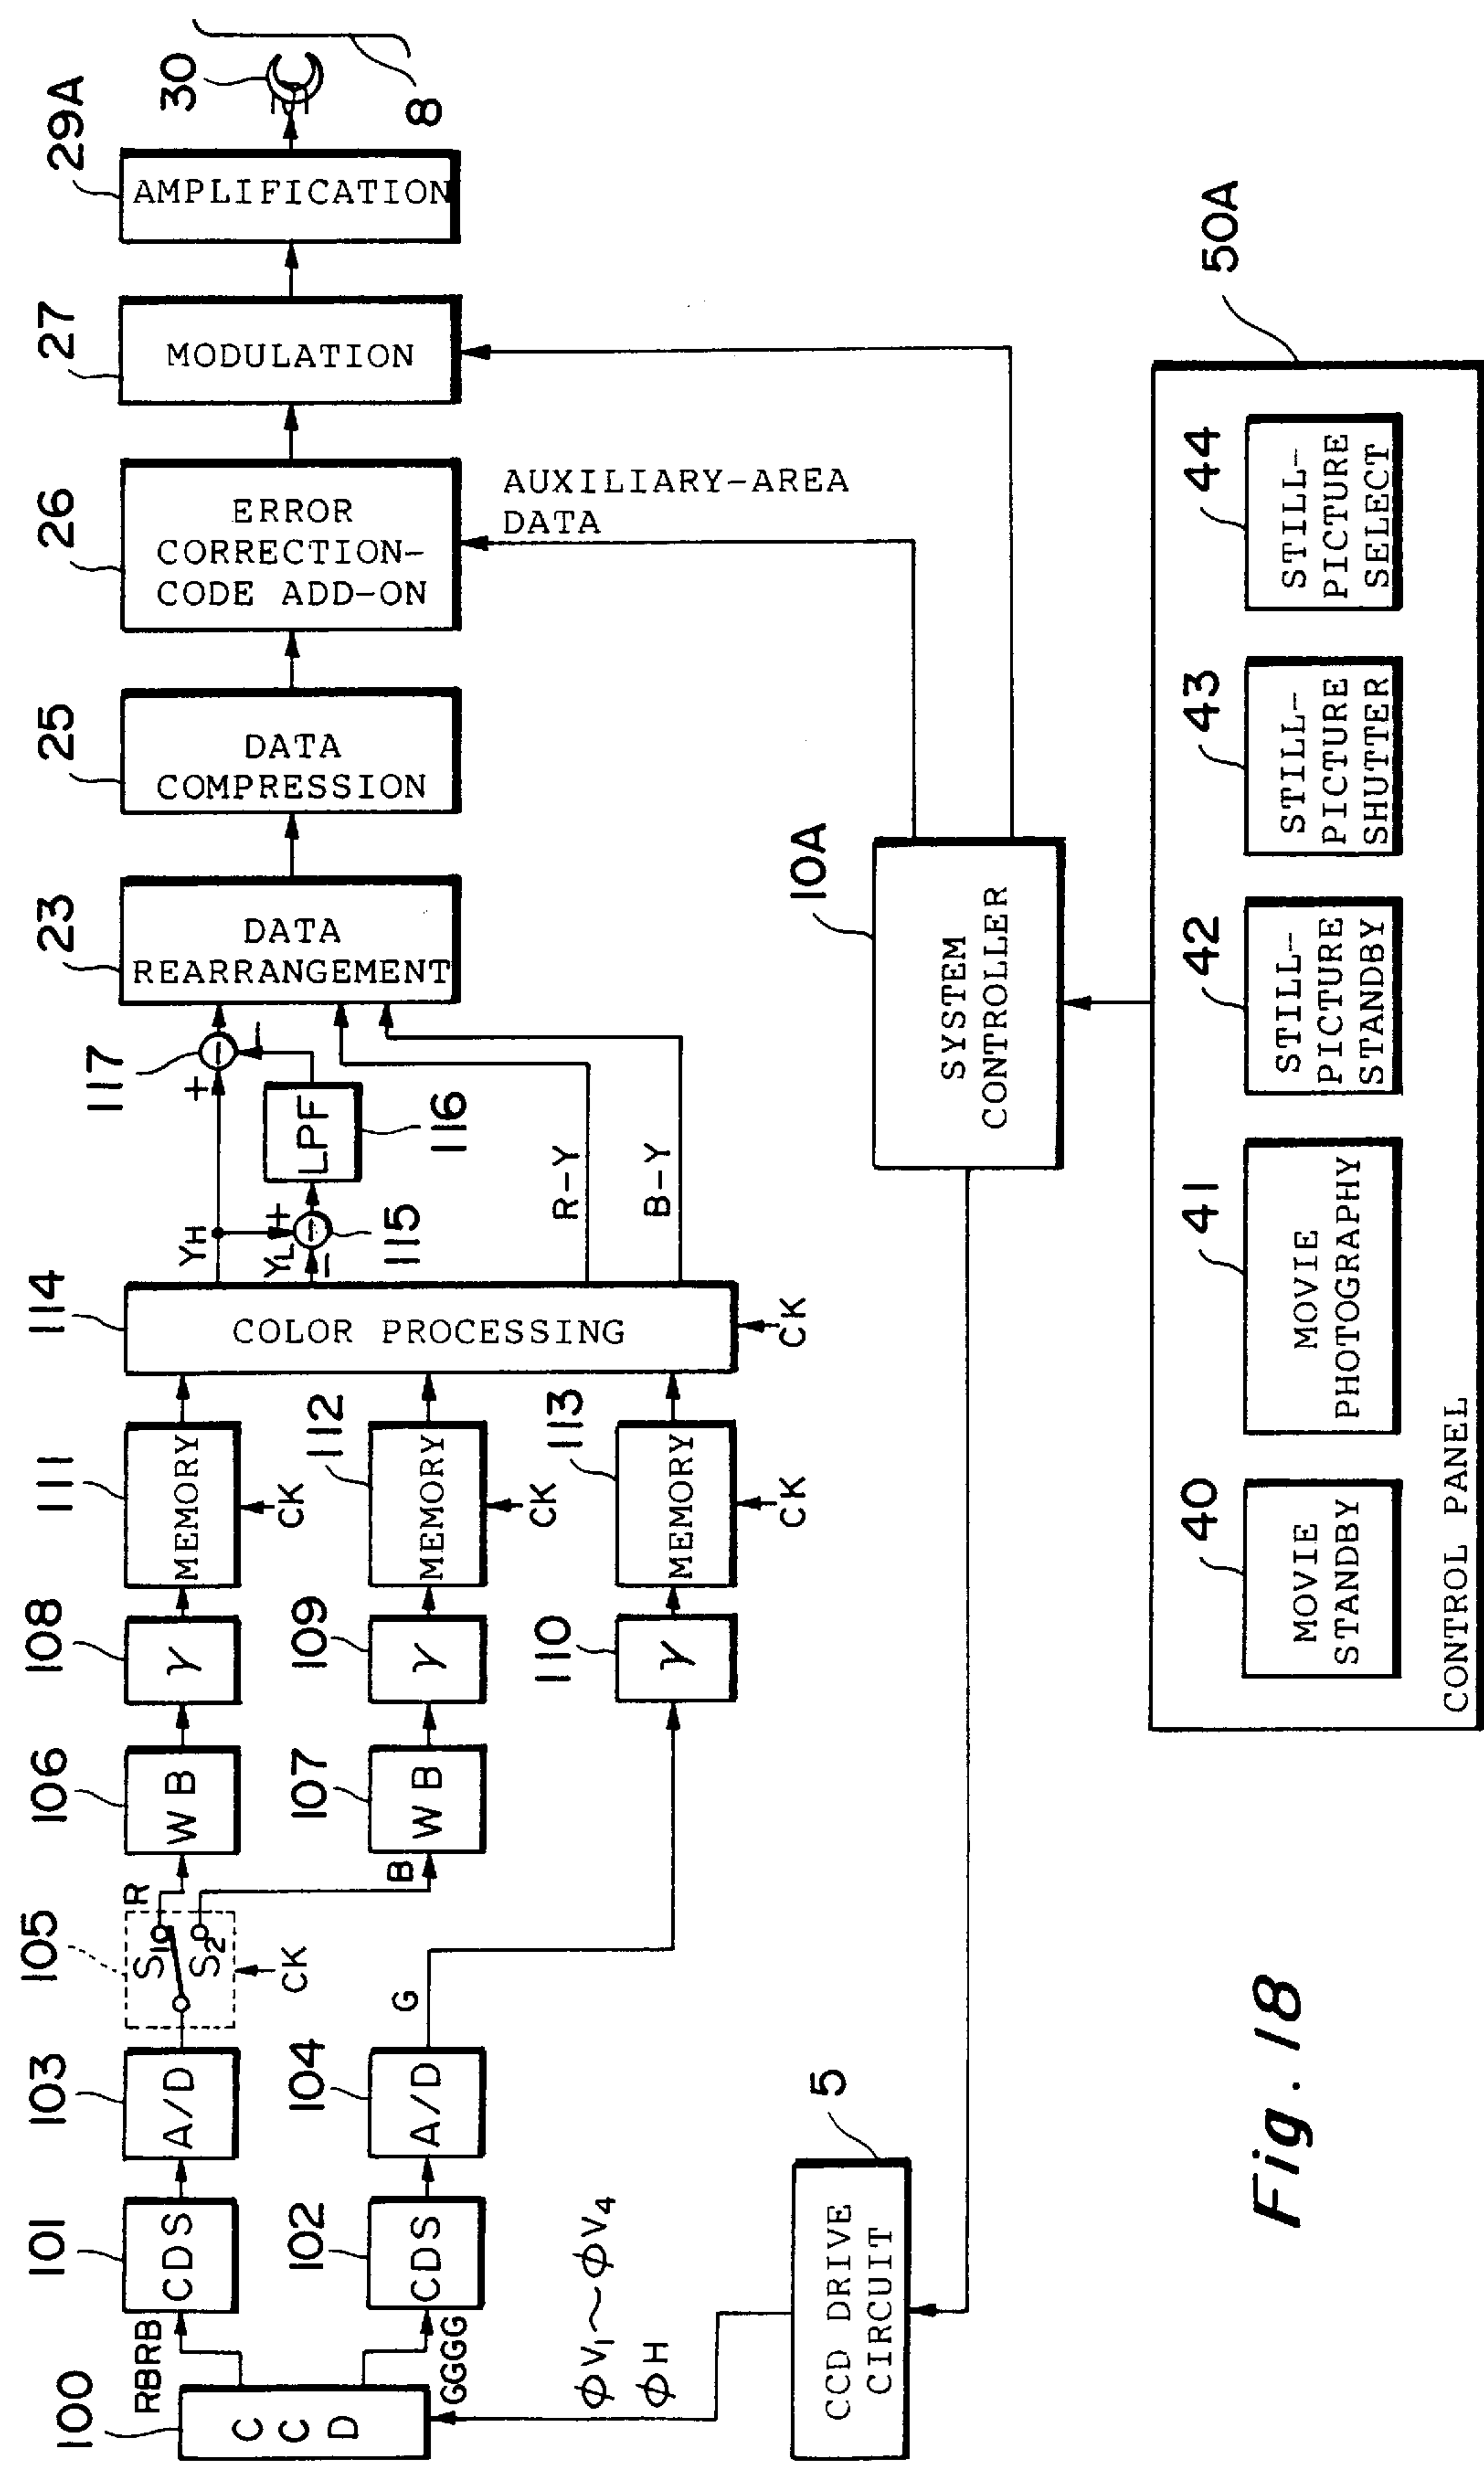 100
C
C
D
RBRB
GGGG
101
CDS
102
CDS
103
A/D
104
A/D
G
105
S1
S2
CK
R
B
106
WB
107
WB
108
γ
109
γ
110
γ
111
MEMORY
CK
112
MEMORY
CK
113
MEMORY
CK
114
COLOR PROCESSING
CK
YH
YL
+
−
115
116
LPF
117
+
−
R-Y
B-Y
23
DATA
REARRANGEMENT
25
DATA
COMPRESSION
26
ERROR
CORRECTION-
CODE ADD-ON
AUXILIARY-AREA
DATA
27
MODULATION
29A
AMPLIFICATION
30
8
ϕV1~ϕV4
ϕH
5
CCD DRIVE
CIRCUIT
10A
SYSTEM
CONTROLLER
50A
40
MOVIE
STANDBY
41
MOVIE
PHOTOGRAPHY
42
STILL-
PICTURE
STANDBY
43
STILL-
PICTURE
SHUTTER
44
STILL-
PICTURE
SELECT
CONTROL PANEL
Fig. 18